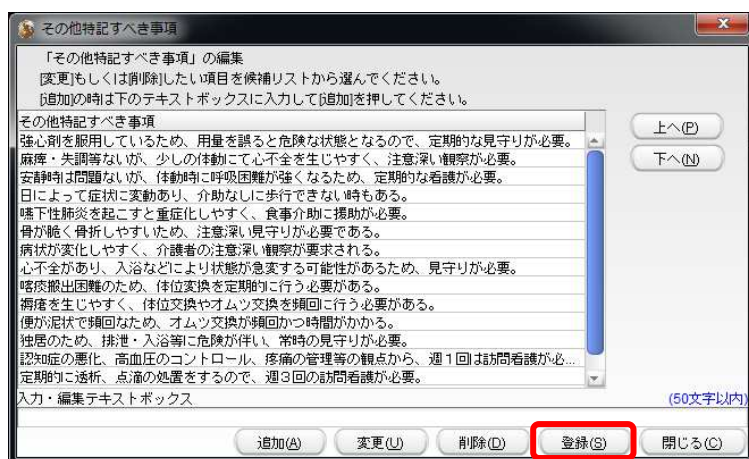 その他特記すべき事項
「その他特記すべき事項」の編集
[変更]もしくは[削除]したい項目を候補リストから選んでください。
[追加]の時は下のテキストボックスに入力して[追加]を押してください。
その他特記すべき事項
強心剤を服用しているため、用量を誤ると危険な状態となるので、定期的な見守りが必要。
麻痺・失調等ないが、少しの体動にて心不全を生じやすく、注意深い観察が必要。
安静時は問題ないが、体動時に呼吸困難が強くなるため、定期的な看護が必要。
日によって症状に変動あり、介助なしに歩行できない時もある。
嚥下性肺炎を起こすと重症化しやすく、食事介助に援助が必要。
骨が脆く骨折しやすいため、注意深い見守りが必要である。
病状が変化しやすく、介護者の注意深い観察が要求される。
心不全があり、入浴などにより状態が急変する可能性があるため、見守りが必要。
喀痰搬出困難のため、体位変換を定期的に行う必要がある。
褥瘡を生じやすく、体位交換やオムツ交換を頻回に行う必要がある。
便が泥状で頻回なため、オムツ交換が頻回かつ時間がかかる。
独居のため、排泄・入浴等に危険が伴い、常時の見守りが必要。
認知症の悪化、高血圧のコントロール、疼痛の管理等の観点から、週１回は訪問看護が必...
定期的に透析、点滴の処置をするので、週３回の訪問看護が必要。
上へ(P)
下へ(N)
入力・編集テキストボックス
(50文字以内)
追加(A)
変更(U)
削除(D)
登録(S)
閉じる(C)